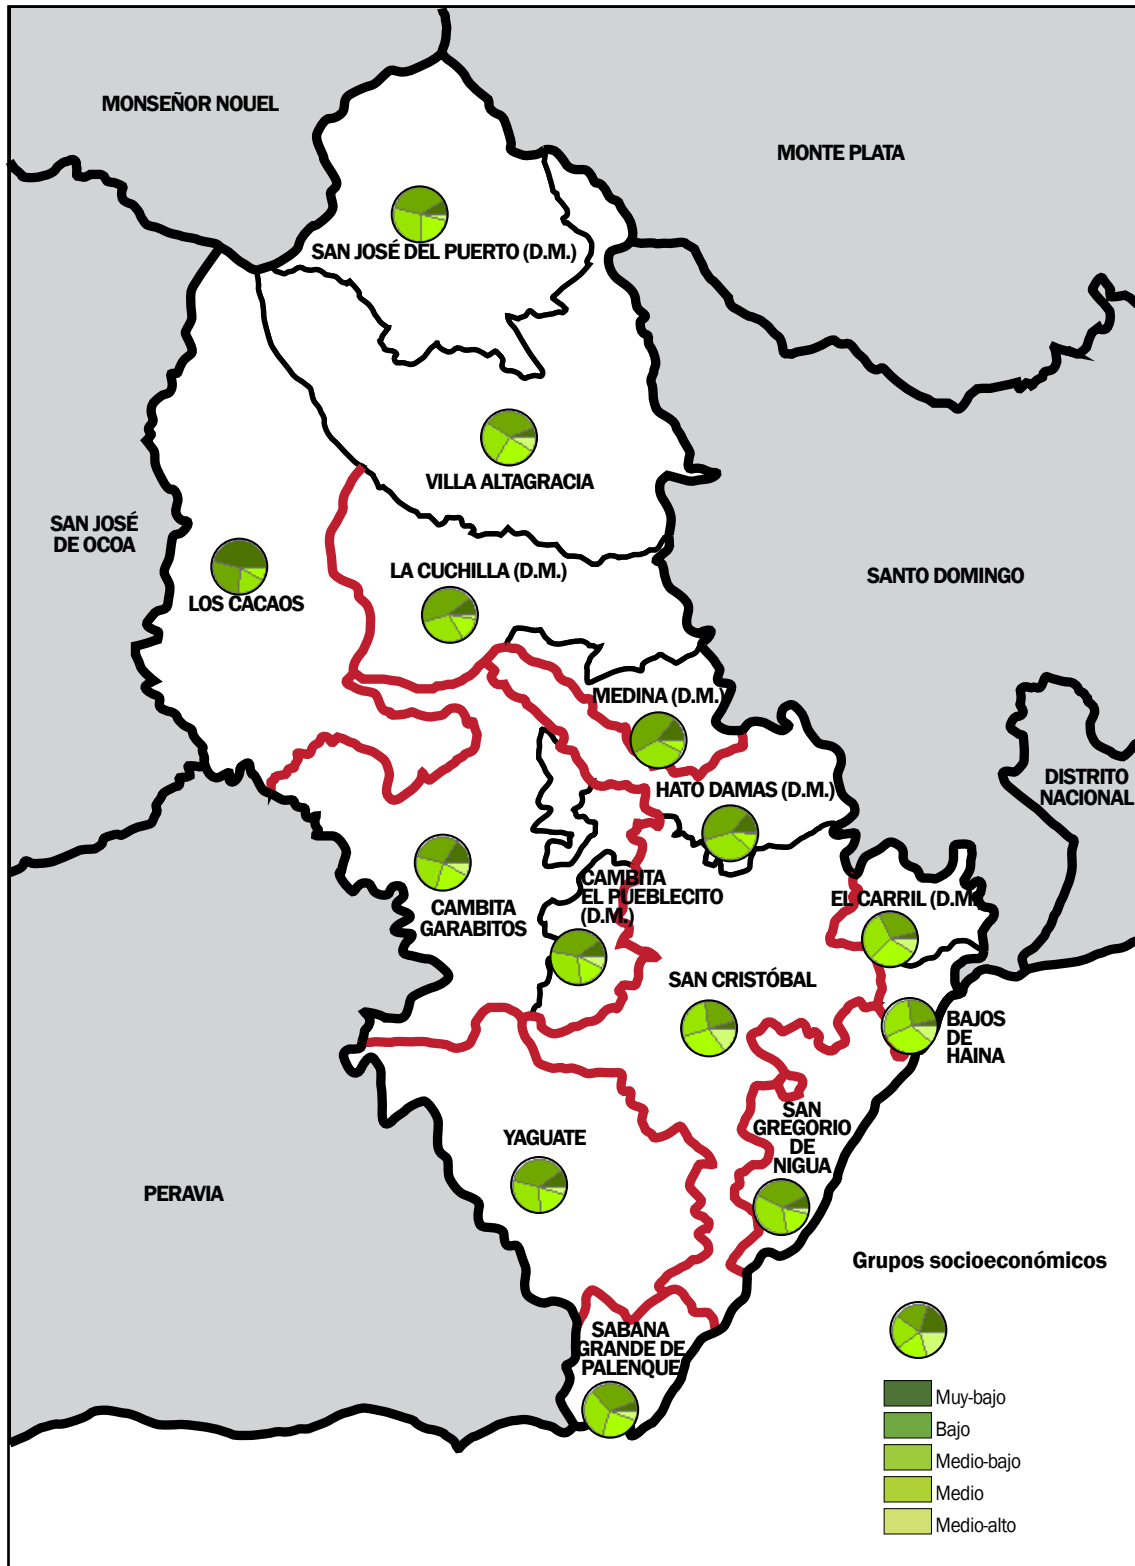 MONSEÑOR NOUEL
MONTE PLATA
SAN JOSÉ DEL PUERTO (D.M.)
VILLA ALTAGRACIA
SAN JOSÉ
DE OCOA
LA CUCHILLA (D.M.)
SANTO DOMINGO
LOS CACAOS
MEDINA (D.M.)
DISTRITO
NACIONAL
HATO DAMAS (D.M.)
CAMBITA
EL PUEBLECITO
(D.M.)
EL CARRIL (D.M.
CAMBITA
GARABITOS
SAN CRISTÓBAL
BAJOS
DE
HAINA
SAN
GREGORIO
DE
NIGUA
YAGUATE
PERAVIA
Grupos socioeconómicos
SABANA
GRANDE DE
PALENQUE
Muy-bajo
Bajo
Medio-bajo
Medio
Medio-alto